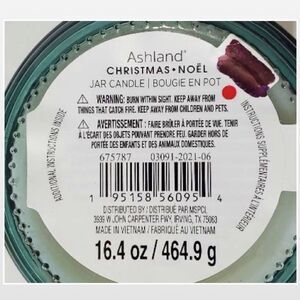 Ashland®
CHRISTMAS • NOËL
JAR CANDLE | BOUGIE EN POT
WARNING: BURN WITHIN SIGHT. KEEP AWAY FROM
THINGS THAT CATCH FIRE. KEEP AWAY FROM CHILDREN AND PETS.
AVERTISSEMENT : FAIRE BRÛLER À PORTÉE DE VUE. TENIR
À L'ÉCART DES OBJETS POUVANT PRENDRE FEU. GARDER HORS DE
PORTÉE DES ENFANTS ET DES ANIMAUX DOMESTIQUES.
ADDITIONAL INSTRUCTIONS INSIDE
INSTRUCTIONS SUPPLÉMENTAIRES À L'INTÉRIEUR
675787 03091-2021-06
1 95158 56095 4
DISTRIBUTED BY / DISTRIBUÉ PAR MSPCI,
3939 W JOHN CARPENTER FWY, IRVING, TX 75063
MADE IN VIETNAM / FABRIQUÉ AU VIETNAM
16.4 oz / 464.9 g